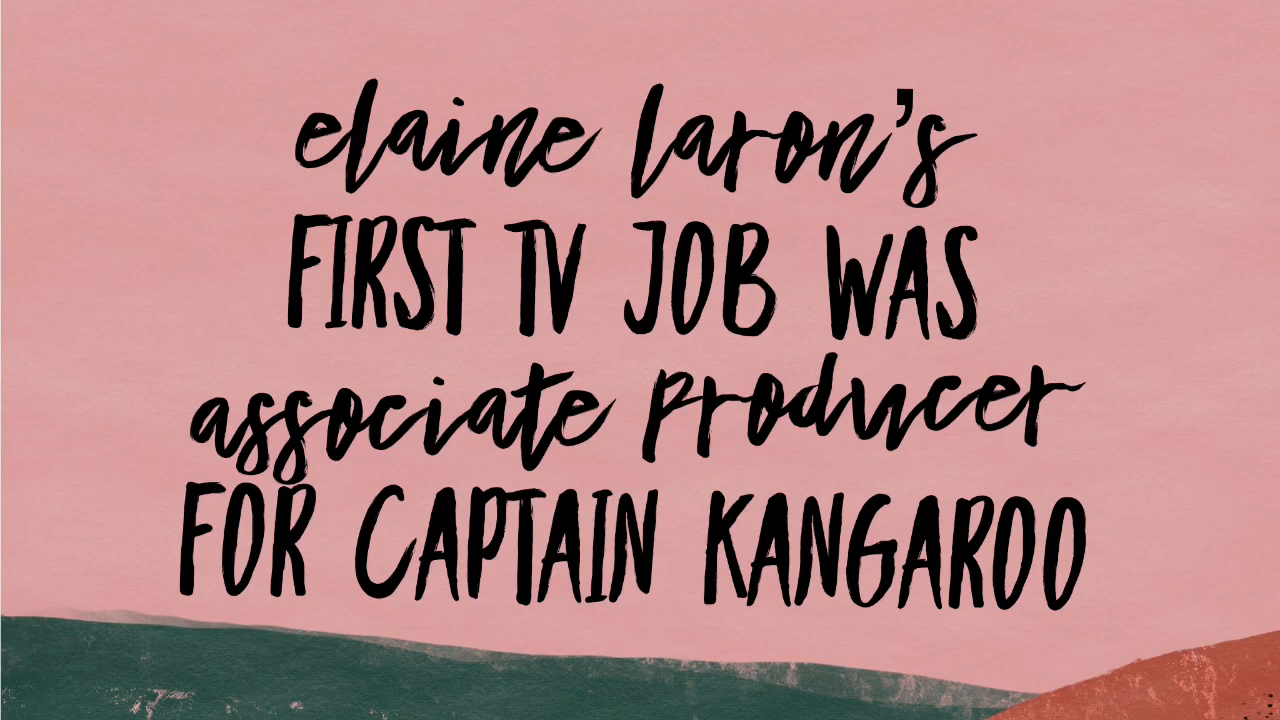 elaine laron’s
FIRST TV JOB WAS
associate producer
FOR CAPTAIN KANGAROO